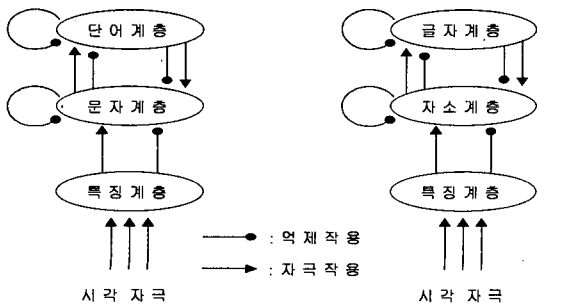 단어계층
문자계층
특징계층
시각 자극
글자계층
자소계층
특징계층
시각 자극
: 억제작용
: 자극작용